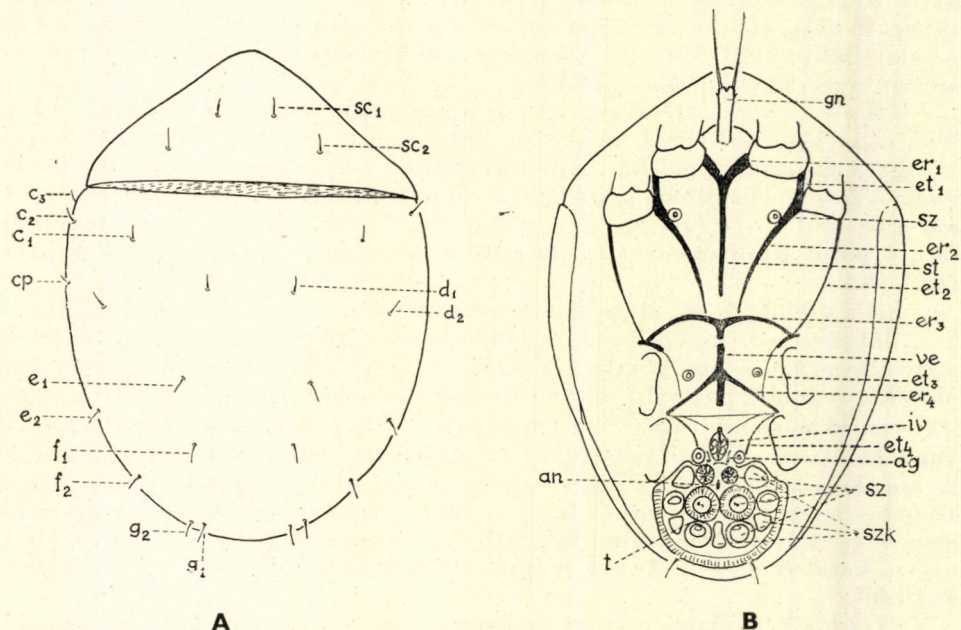 sc₁
sc₂
c₃
c₂
c₁
cp
d₁
d₂
e₁
e₂
f₁
f₂
g₂
g₁
A
gn
er₁
et₁
sz
er₂
st
et₂
er₃
ve
et₃
er₄
iv
et₄
ag
an
sz
szk
t
B